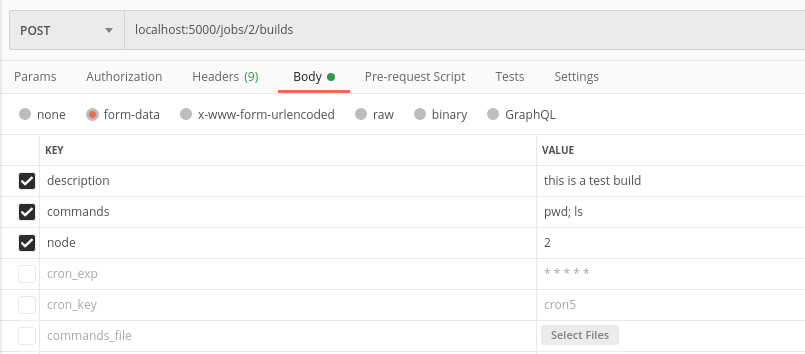 POST localhost:5000/jobs/2/builds
Params Authorization Headers (9) Body Pre-request Script Tests Settings
none form-data x-www-form-urlencoded raw binary GraphQL
KEY VALUE
description this is a test build
commands pwd; ls
node 2
cron_exp * * * * *
cron_key cron5
commands_file Select Files